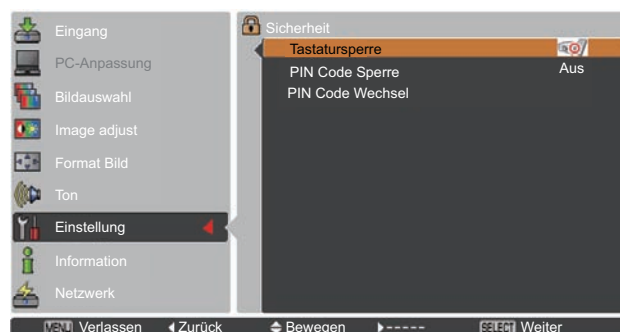 Eingang
PC-Anpassung
Bildauswahl
Image adjust
Format Bild
Ton
Einstellung
Information
Netzwerk
Sicherheit
Tastatursperre
PIN Code Sperre Aus
PIN Code Wechsel
MENU Verlassen Zurück Bewegen ----- SELECT Weiter